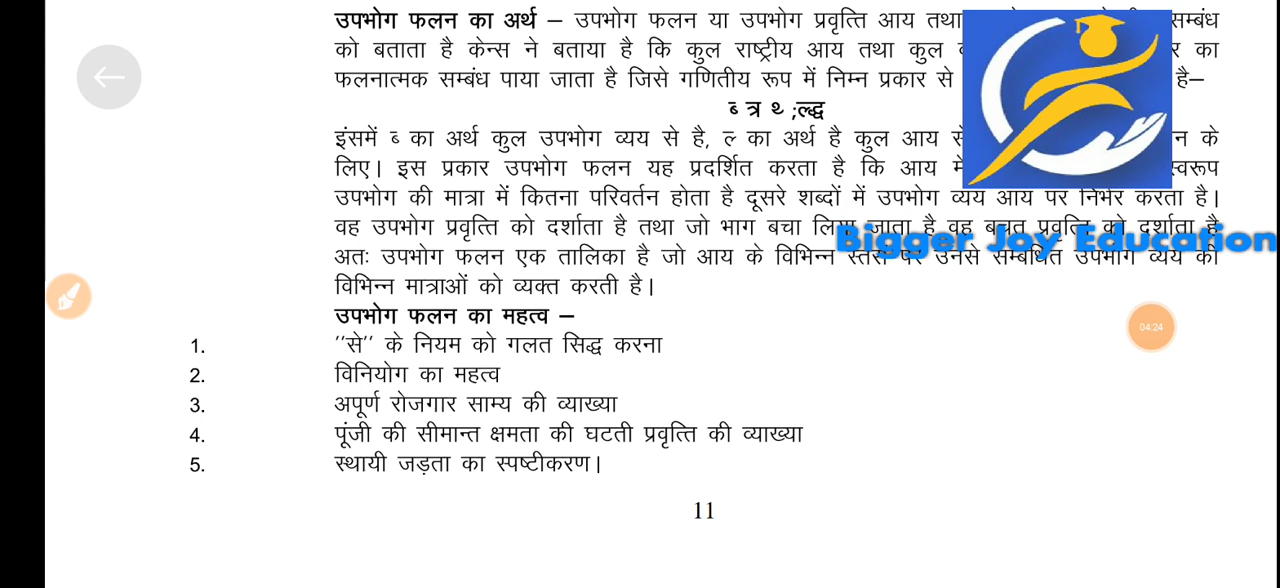 उपभोग फलन का अर्थ – उपभोग फलन या उपभोग प्रवृत्ति आय तथा सम्बंध
को बताता है केन्स ने बताया है कि कुल राष्ट्रीय आय तथा कुल का
फलनात्मक सम्बंध पाया जाता है जिसे गणितीय रूप में निम्न प्रकार से है–
ब् त्र थ् ;ल्द्ध
इंसमें ब् का अर्थ कुल उपभोग व्यय से है, ल् का अर्थ है कुल आय के
लिए। इस प्रकार उपभोग फलन यह प्रदर्शित करता है कि आय में स्वरूप
उपभोग की मात्रा में कितना परिवर्तन होता है दूसरे शब्दों में उपभोग व्यय आय पर निर्भर करता है।
वह उपभोग प्रवृत्ति को दर्शाता है तथा जो भाग बचा लिया जाता है वह बचत प्रवृत्ति को दर्शाता है
Bigger Joy Education
अतः उपभोग फलन एक तालिका है जो आय के विभिन्न स्तरों पर उनसे सम्बंधित उपभोग व्यय की
विभिन्न मात्राओं को व्यक्त करती है।
उपभोग फलन का महत्व –
04:24
1. ''से'' के नियम को गलत सिद्ध करना
2. विनियोग का महत्व
3. अपूर्ण रोजगार साम्य की व्याख्या
4. पूंजी की सीमान्त क्षमता की घटती प्रवृत्ति की व्याख्या
5. स्थायी जड़ता का स्पष्टीकरण।
11